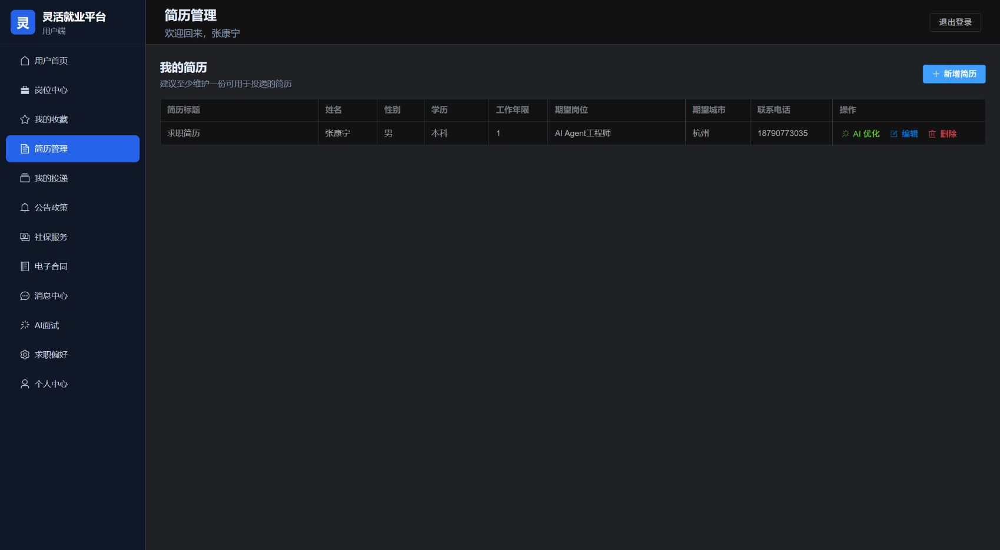 灵
灵活就业平台
用户端
用户首页
岗位中心
我的收藏
简历管理
我的投递
公告政策
社保服务
电子合同
消息中心
AI面试
求职偏好
个人中心
简历管理
欢迎回来，张康宁
退出登录
我的简历
建议至少维护一份可用于投递的简历
新增简历
简历标题 姓名 性别 学历 工作年限 期望岗位 期望城市 联系电话 操作
求职简历 张康宁 男 本科 1 AI Agent工程师 杭州 18790773035 AI 优化 编辑 删除